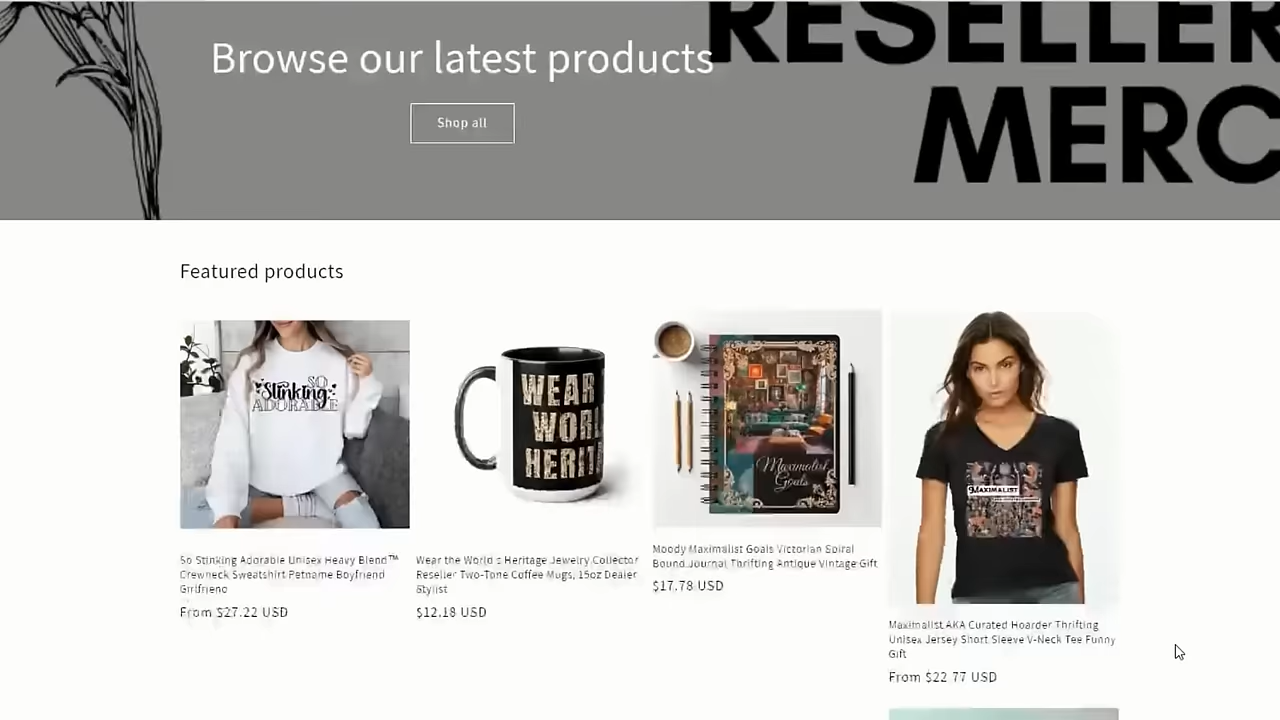 RESELLER
MERC
Browse our latest products
Shop all
Featured products
SO
Stinking
ADORABLE
WEAR
WORL
HERIT
Maximalist
Goals
MAXIMALIST
So Stinking Adorable Unisex Heavy Blend™
Crewneck Sweatshirt Petname Boyfriend
Girlfriend
From $27.22 USD
Wear the World's Heritage Jewelry Collector
Reseller Two-Tone Coffee Mugs, 15oz Dealer
Stylist
$12.18 USD
Moody Maximalist Goals Victorian Spiral
Bound Journal Thrifting Antique Vintage Gift
$17.78 USD
Maximalist AKA Curated Hoarder Thrifting
Unisex Jersey Short Sleeve V-Neck Tee Funny
Gift
From $22.77 USD